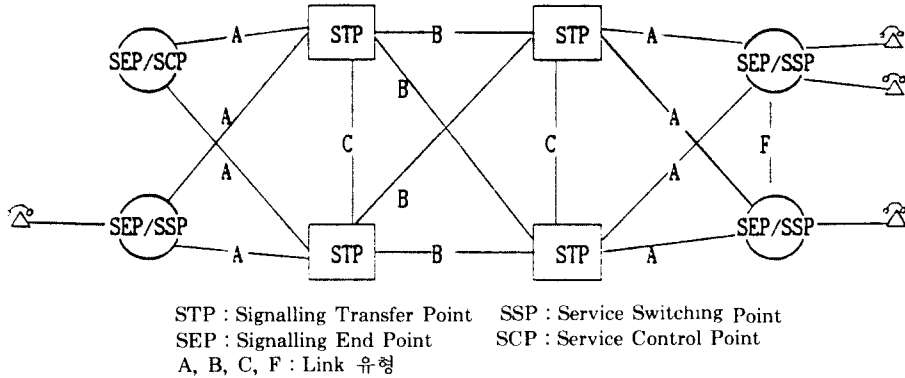 A STP B STP A
SEP/SCP SEP/SSP
B
A A
C C F
A A
B
SEP/SSP SEP/SSP
A STP B STP A
STP : Signalling Transfer Point SSP : Service Switching Point
SEP : Signalling End Point SCP : Service Control Point
A, B, C, F : Link 유형